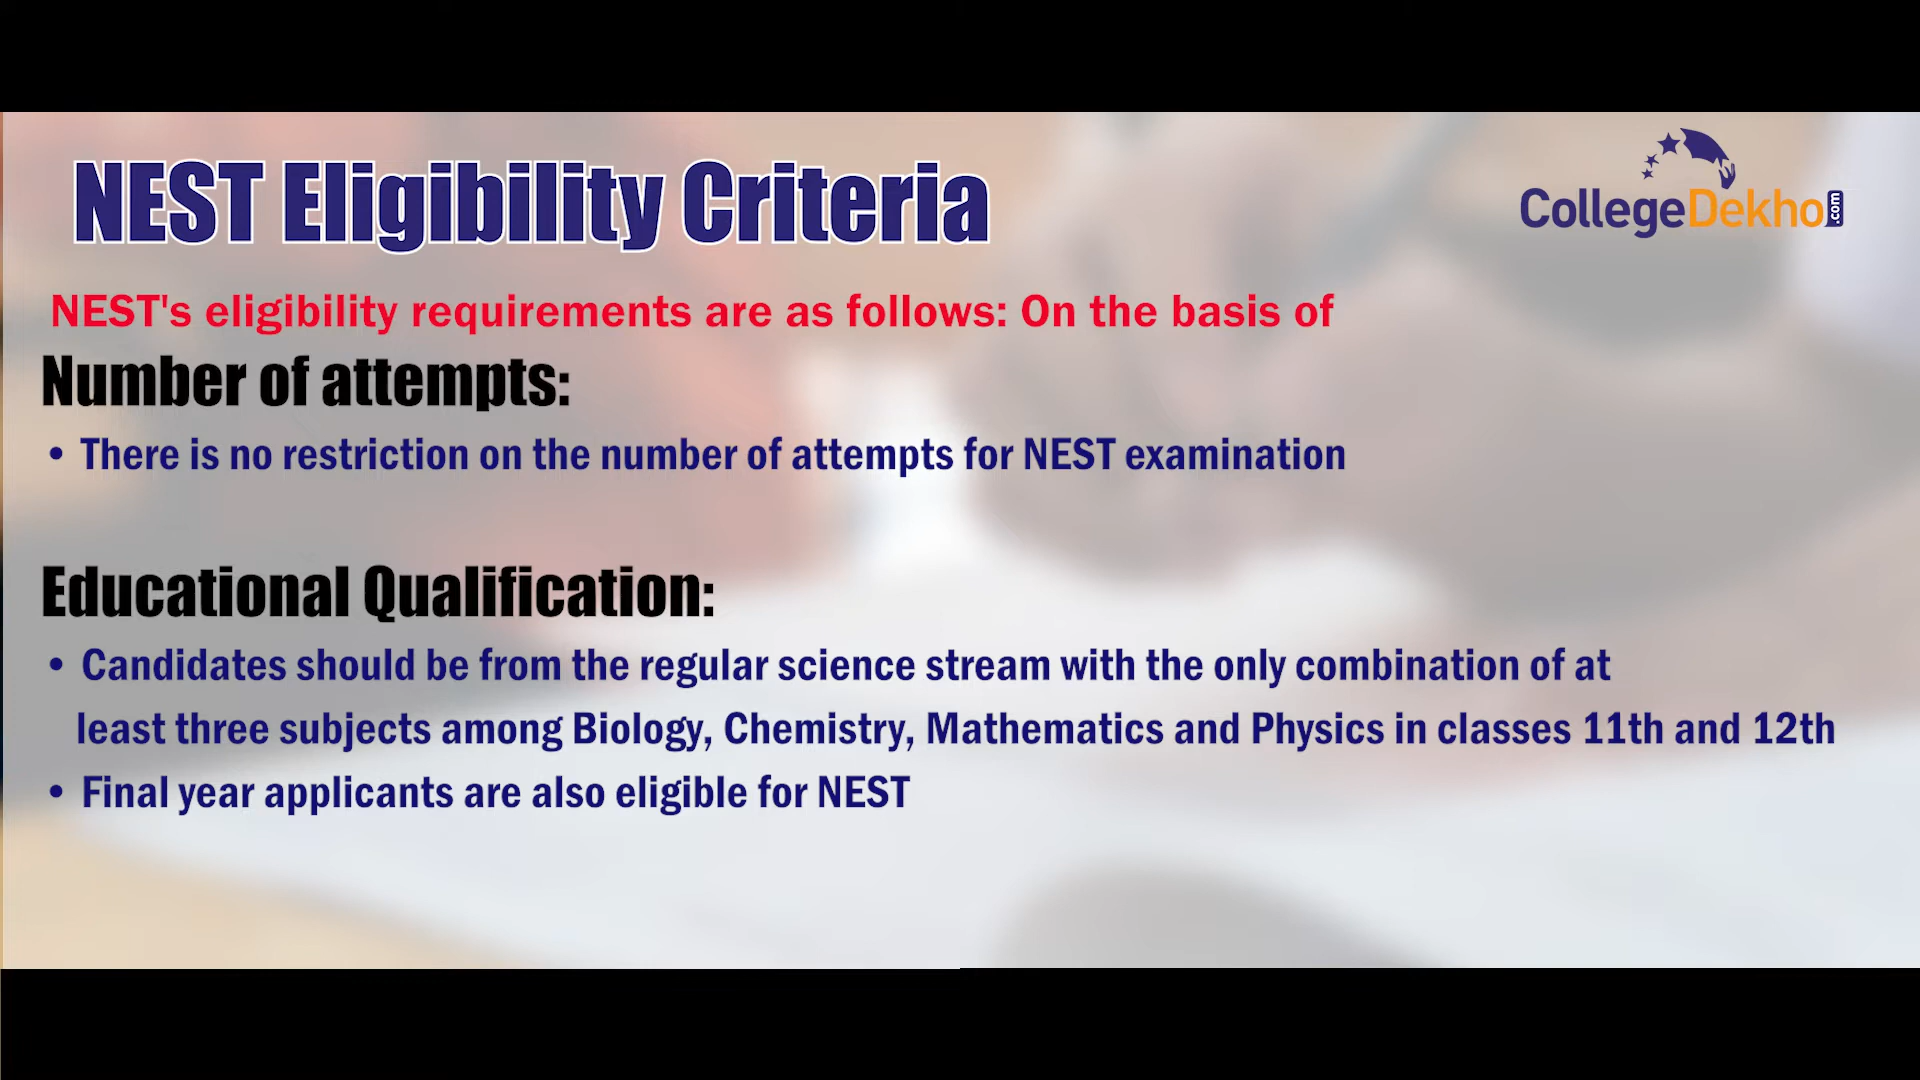 NEST Eligibility Criteria
CollegeDekho.com
NEST's eligibility requirements are as follows: On the basis of
Number of attempts:
• There is no restriction on the number of attempts for NEST examination
Educational Qualification:
• Candidates should be from the regular science stream with the only combination of at
least three subjects among Biology, Chemistry, Mathematics and Physics in classes 11th and 12th
• Final year applicants are also eligible for NEST